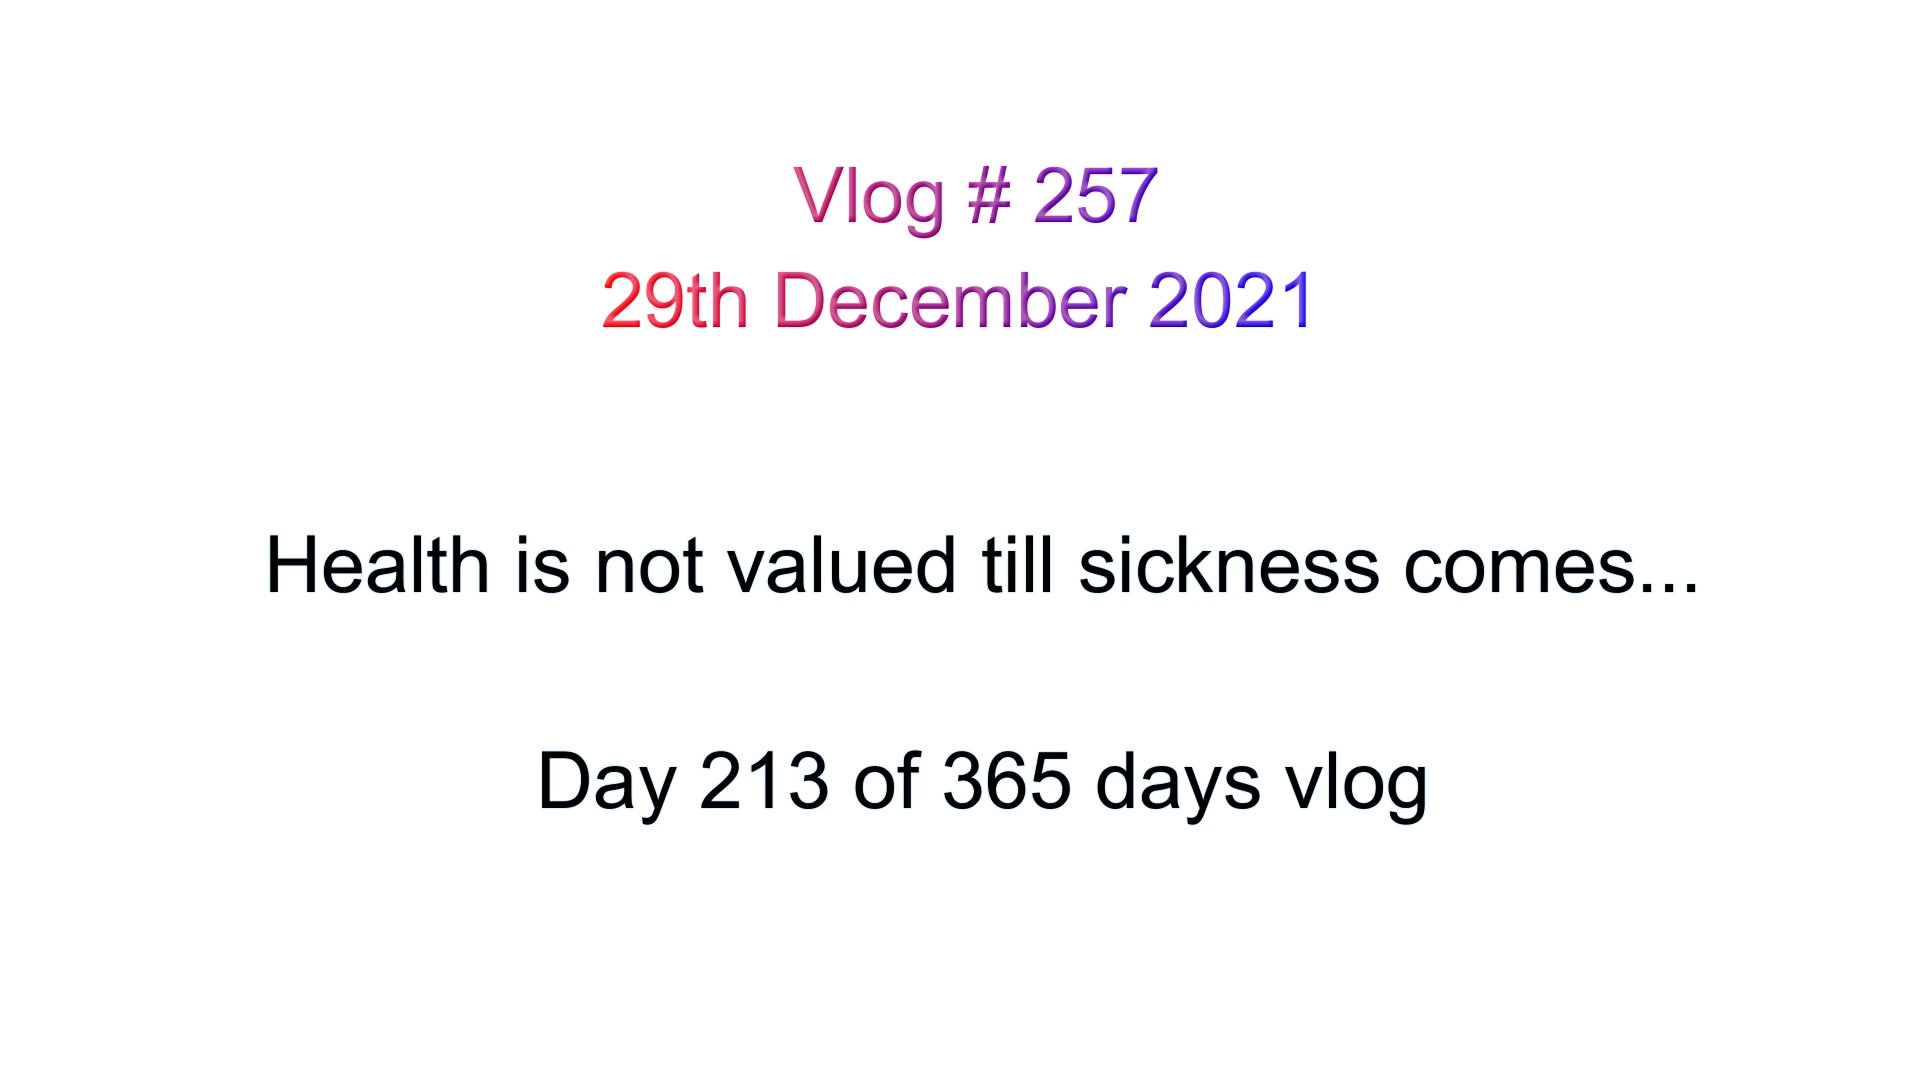 Vlog # 257
29th December 2021
Health is not valued till sickness comes...
Day 213 of 365 days vlog